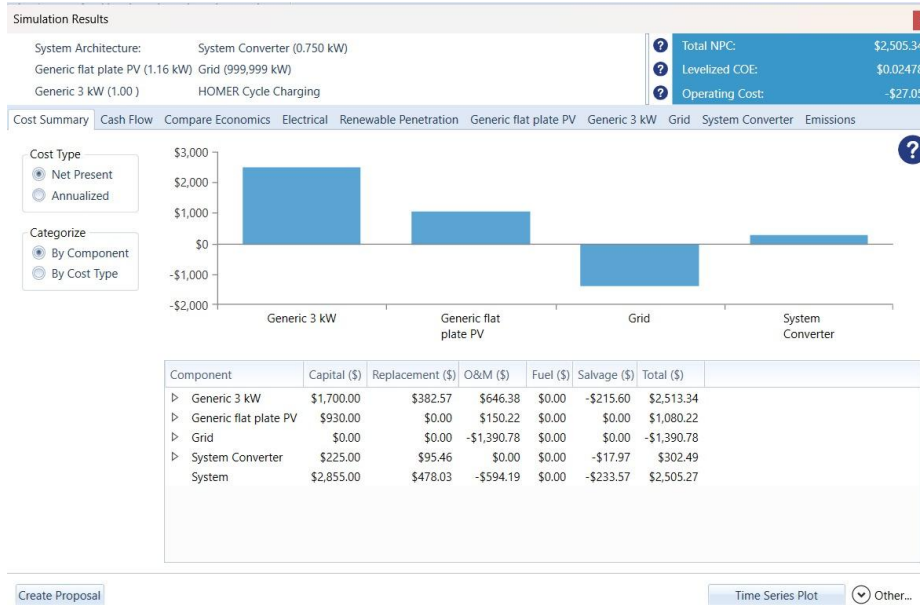 Simulation Results
System Architecture: System Converter (0.750 kW)
Generic flat plate PV (1.16 kW) Grid (999,999 kW)
Generic 3 kW (1.00 ) HOMER Cycle Charging
? Total NPC: $2,505.34
? Levelized COE: $0.02478
? Operating Cost: -$27.05
Cost Summary Cash Flow Compare Economics Electrical Renewable Penetration Generic flat plate PV Generic 3 kW Grid System Converter Emissions
Cost Type
Net Present
Annualized
Categorize
By Component
By Cost Type
?
$3,000
$2,000
$1,000
$0
-$1,000
-$2,000
Generic 3 kW
Generic flat
plate PV
Grid
System
Converter
Component Capital ($) Replacement ($) O&M ($) Fuel ($) Salvage ($) Total ($)
Generic 3 kW $1,700.00 $382.57 $646.38 $0.00 -$215.60 $2,513.34
Generic flat plate PV $930.00 $0.00 $150.22 $0.00 $0.00 $1,080.22
Grid $0.00 $0.00 -$1,390.78 $0.00 $0.00 -$1,390.78
System Converter $225.00 $95.46 $0.00 $0.00 -$17.97 $302.49
System $2,855.00 $478.03 -$594.19 $0.00 -$233.57 $2,505.27
Create Proposal
Time Series Plot
Other...